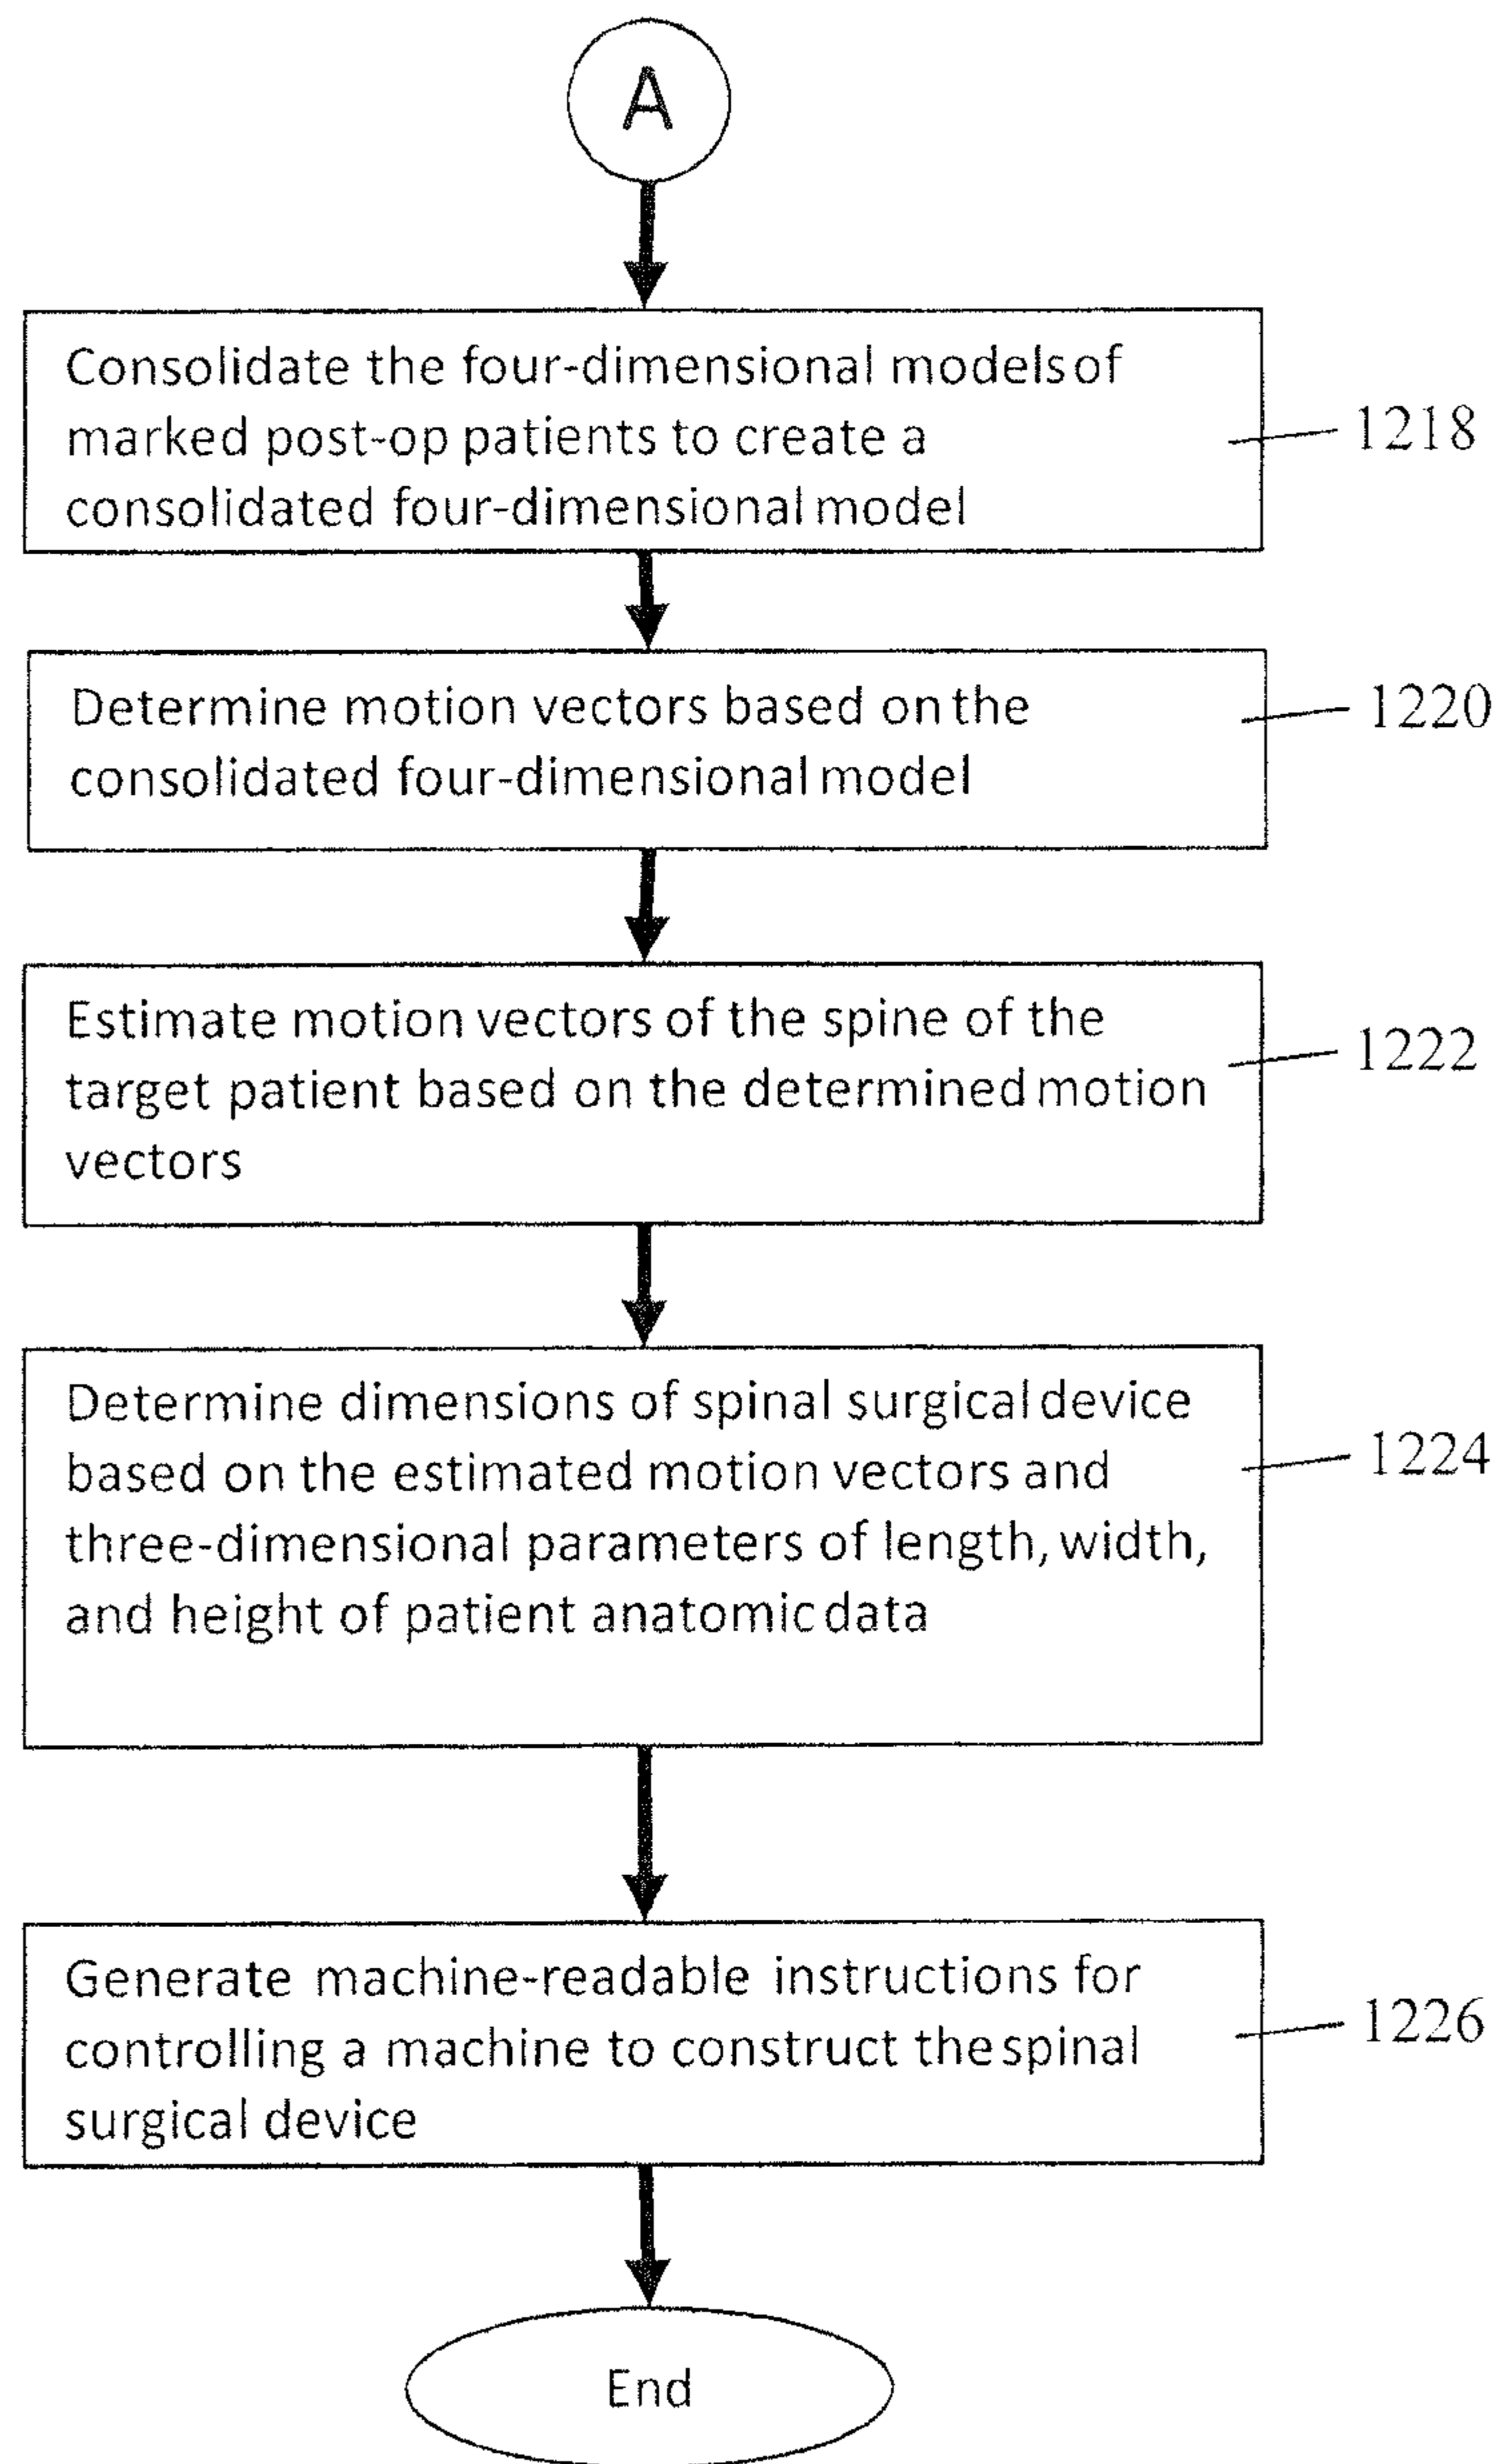 A
Consolidate the four-dimensional models of
marked post-op patients to create a
consolidated four-dimensional model
1218
Determine motion vectors based on the
consolidated four-dimensional model
1220
Estimate motion vectors of the spine of the
target patient based on the determined motion
vectors
1222
Determine dimensions of spinal surgical device
based on the estimated motion vectors and
three-dimensional parameters of length, width,
and height of patient anatomic data
1224
Generate machine-readable instructions for
controlling a machine to construct the spinal
surgical device
1226
End